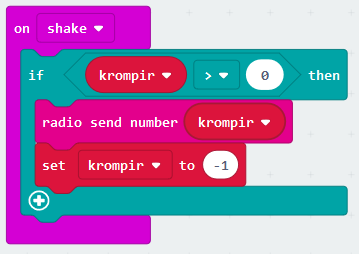 on shake
if krompir > 0 then
radio send number krompir
set krompir to -1